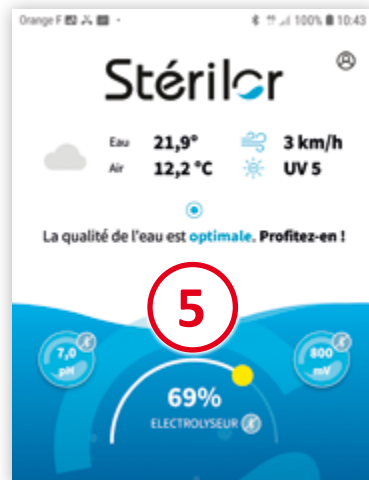 Orange F 100% 10:43
Stérilor
Eau 21,9° 3 km/h
Air 12,2 °C UV 5
La qualité de l'eau est optimale. Profitez-en !
5
7,0 pH
800 mV
69%
ELECTROLYSEUR